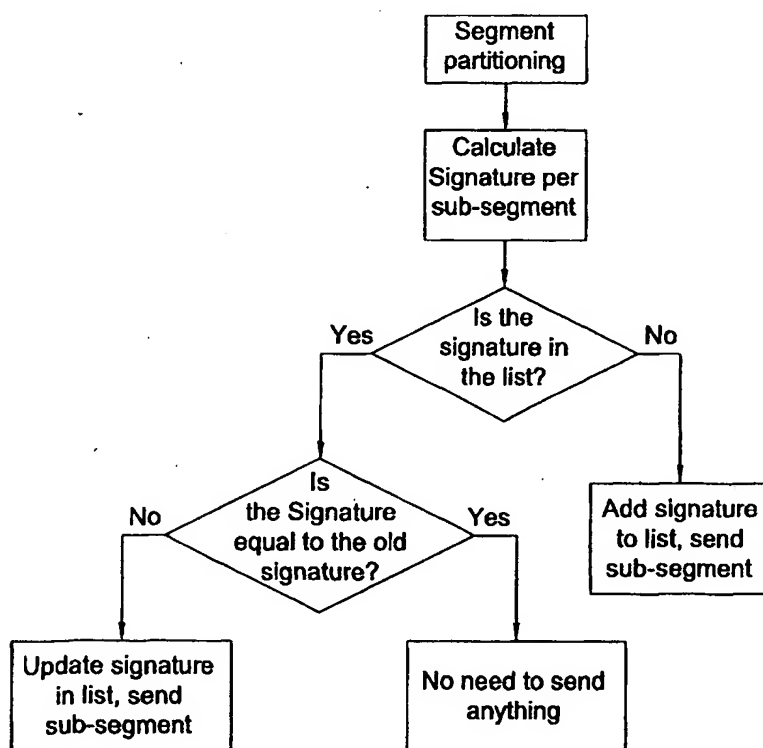 Segment
partitioning
Calculate
Signature per
sub-segment
Is the
signature in
the list?
Yes
No
Is
the Signature
equal to the old
signature?
No
Yes
Add signature
to list, send
sub-segment
Update signature
in list, send
sub-segment
No need to send
anything